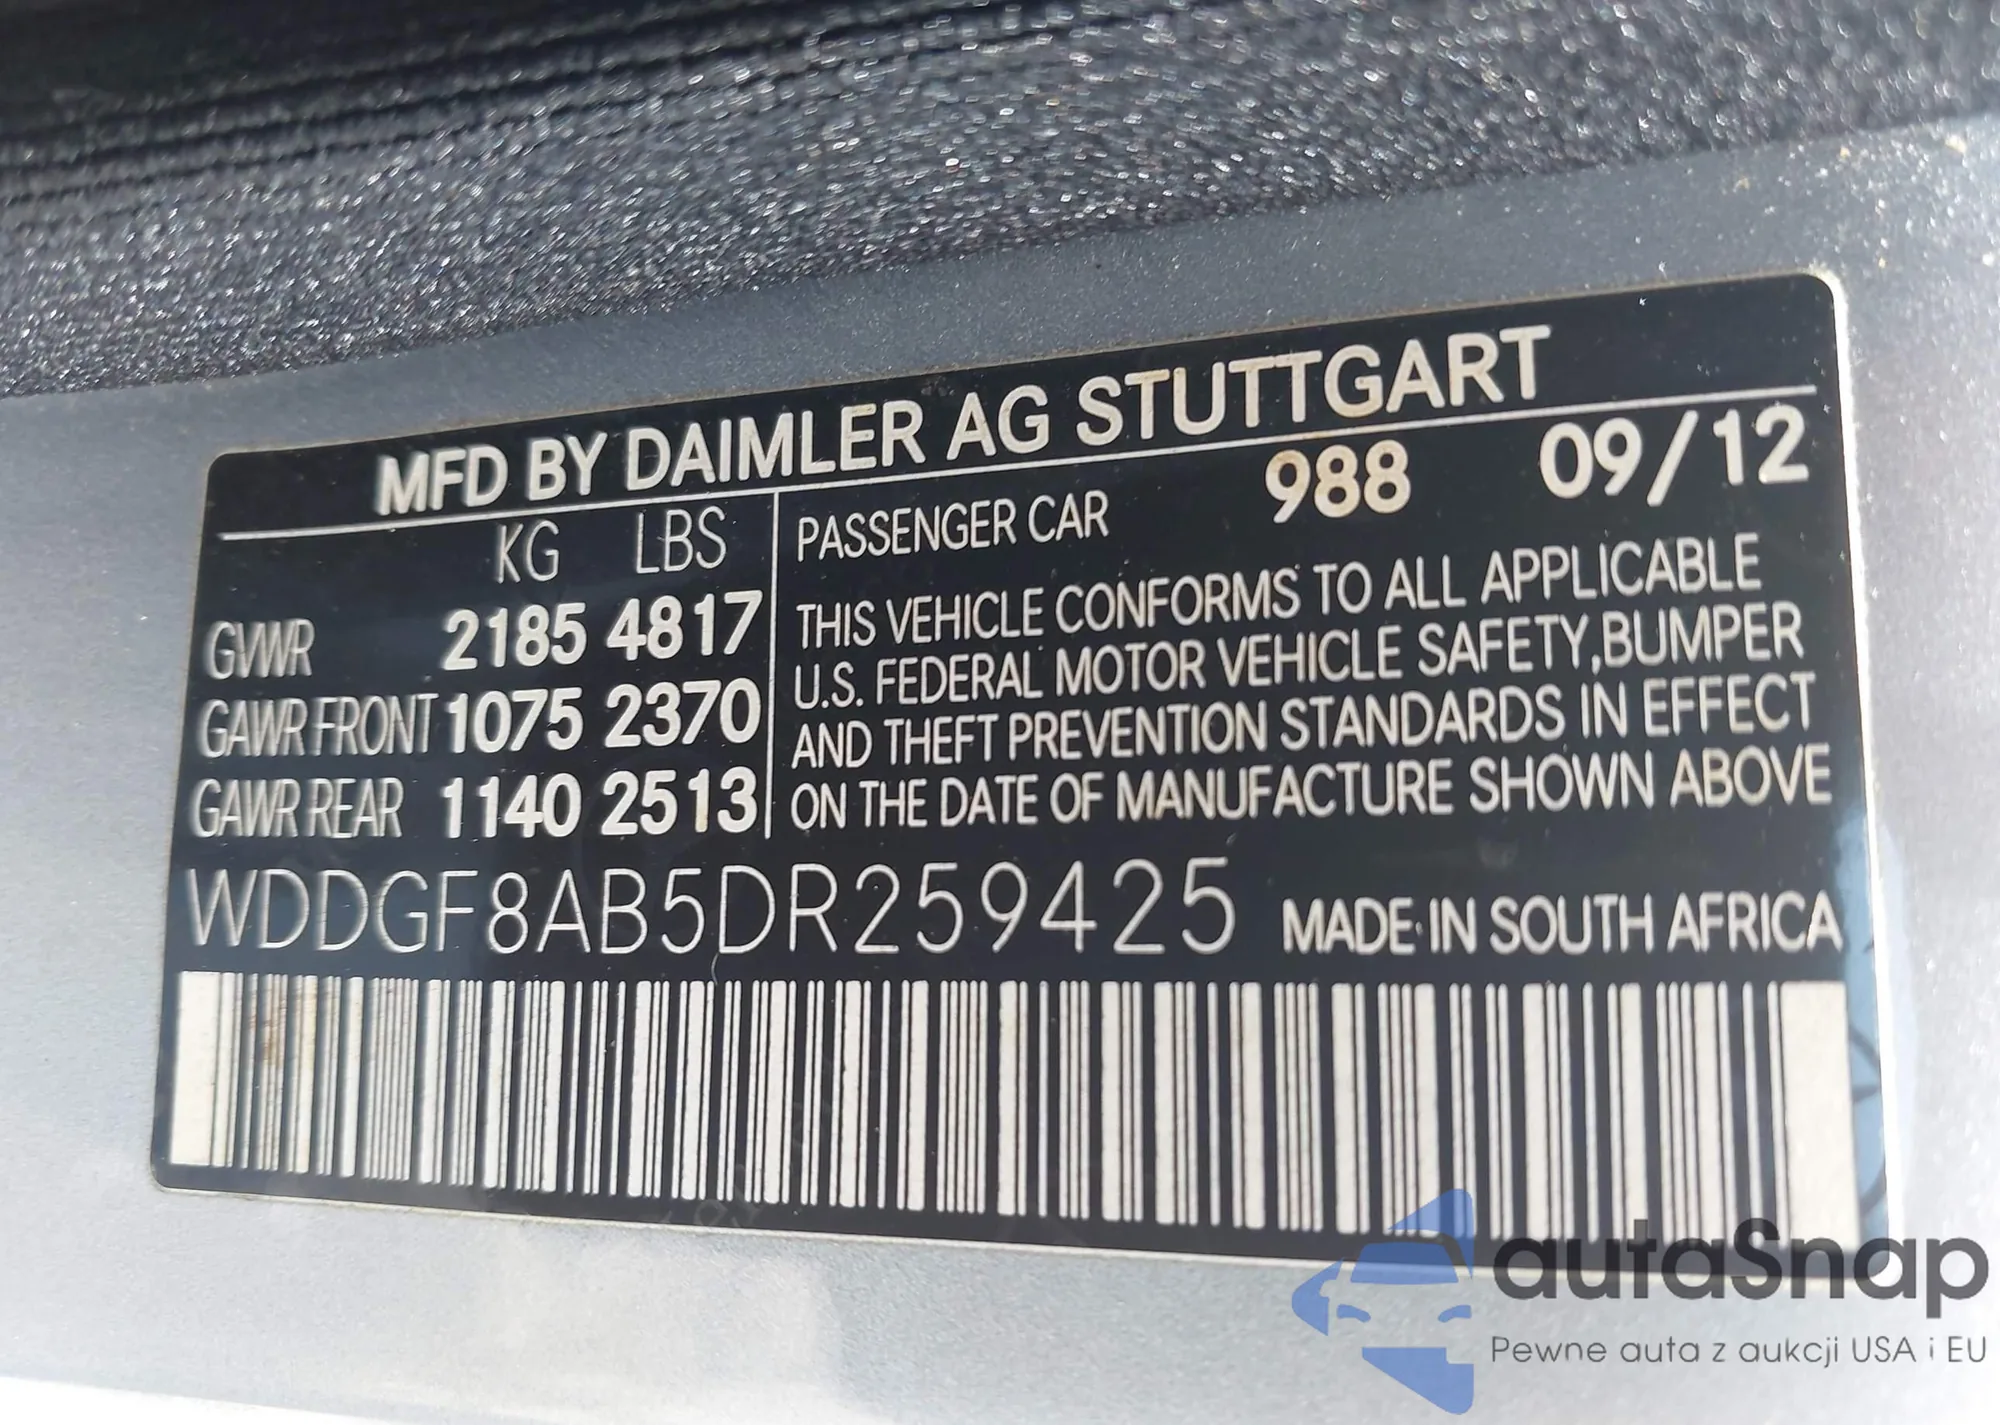 MFD BY DAIMLER AG STUTTGART
KG LBS
GVWR 2185 4817
GAWR FRONT 1075 2370
GAWR REAR 1140 2513
PASSENGER CAR 988 09/12
THIS VEHICLE CONFORMS TO ALL APPLICABLE
U.S. FEDERAL MOTOR VEHICLE SAFETY,BUMPER
AND THEFT PREVENTION STANDARDS IN EFFECT
ON THE DATE OF MANUFACTURE SHOWN ABOVE
WDDGF8AB5DR259425 MADE IN SOUTH AFRICA
autaSnap
Pewne auta z aukcji USA i EU